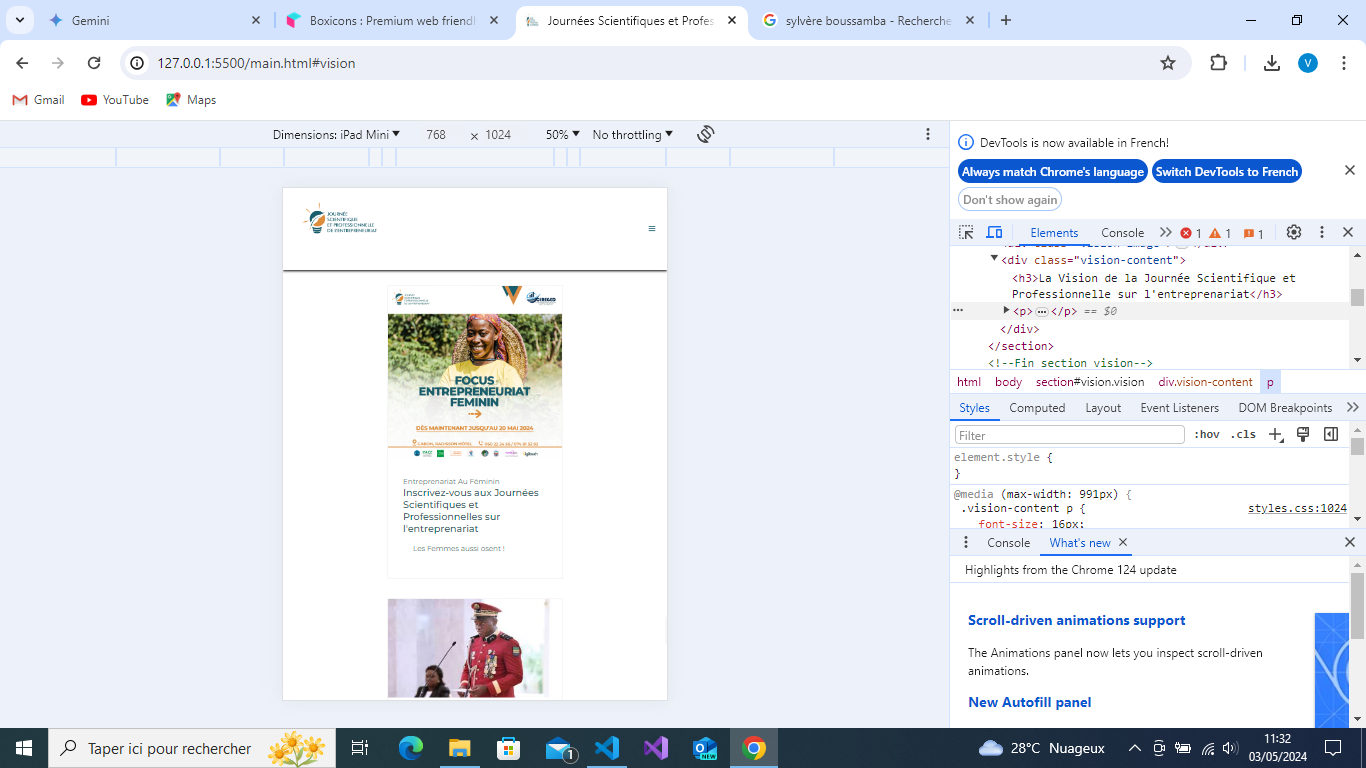 Gemini
Boxicons : Premium web friendl
Journées Scientifiques et Profes
sylvère boussamba - Recherche
127.0.0.1:5500/main.html#vision
V
Gmail
YouTube
Maps
Dimensions: iPad Mini
768 × 1024
50%
No throttling
JOURNÉE
SCIENTIFIQUE
ET PROFESSIONNELLE
DE L'ENTREPRENEURIAT
FOCUS
ENTREPRENEURIAT
FEMININ
DÈS MAINTENANT JUSQU'AU 20 MAI 2024
Entreprenariat Au Féminin
Inscrivez-vous aux Journées
Scientifiques et
Professionnelles sur
l'entreprenariat
Les Femmes aussi osent !
DevTools is now available in French!
Always match Chrome's language
Switch DevTools to French
Don't show again
Elements
Console
1
1
1
<div class="vision-content">
<h3>La Vision de la Journée Scientifique et
Professionnelle sur l'entreprenariat</h3>
<p> … </p> == $0
</div>
</section>
<!--Fin section vision-->
html body section#vision.vision div.vision-content p
Styles Computed Layout Event Listeners DOM Breakpoints
Filter
:hov .cls
element.style {
}
@media (max-width: 991px) {
.vision-content p {
styles.css:1024
font-size: 16px;
Console What's new
Highlights from the Chrome 124 update
Scroll-driven animations support
The Animations panel now lets you inspect scroll-driven
animations.
New Autofill panel
Taper ici pour rechercher
1
NEW
28°C Nuageux
11:32
03/05/2024